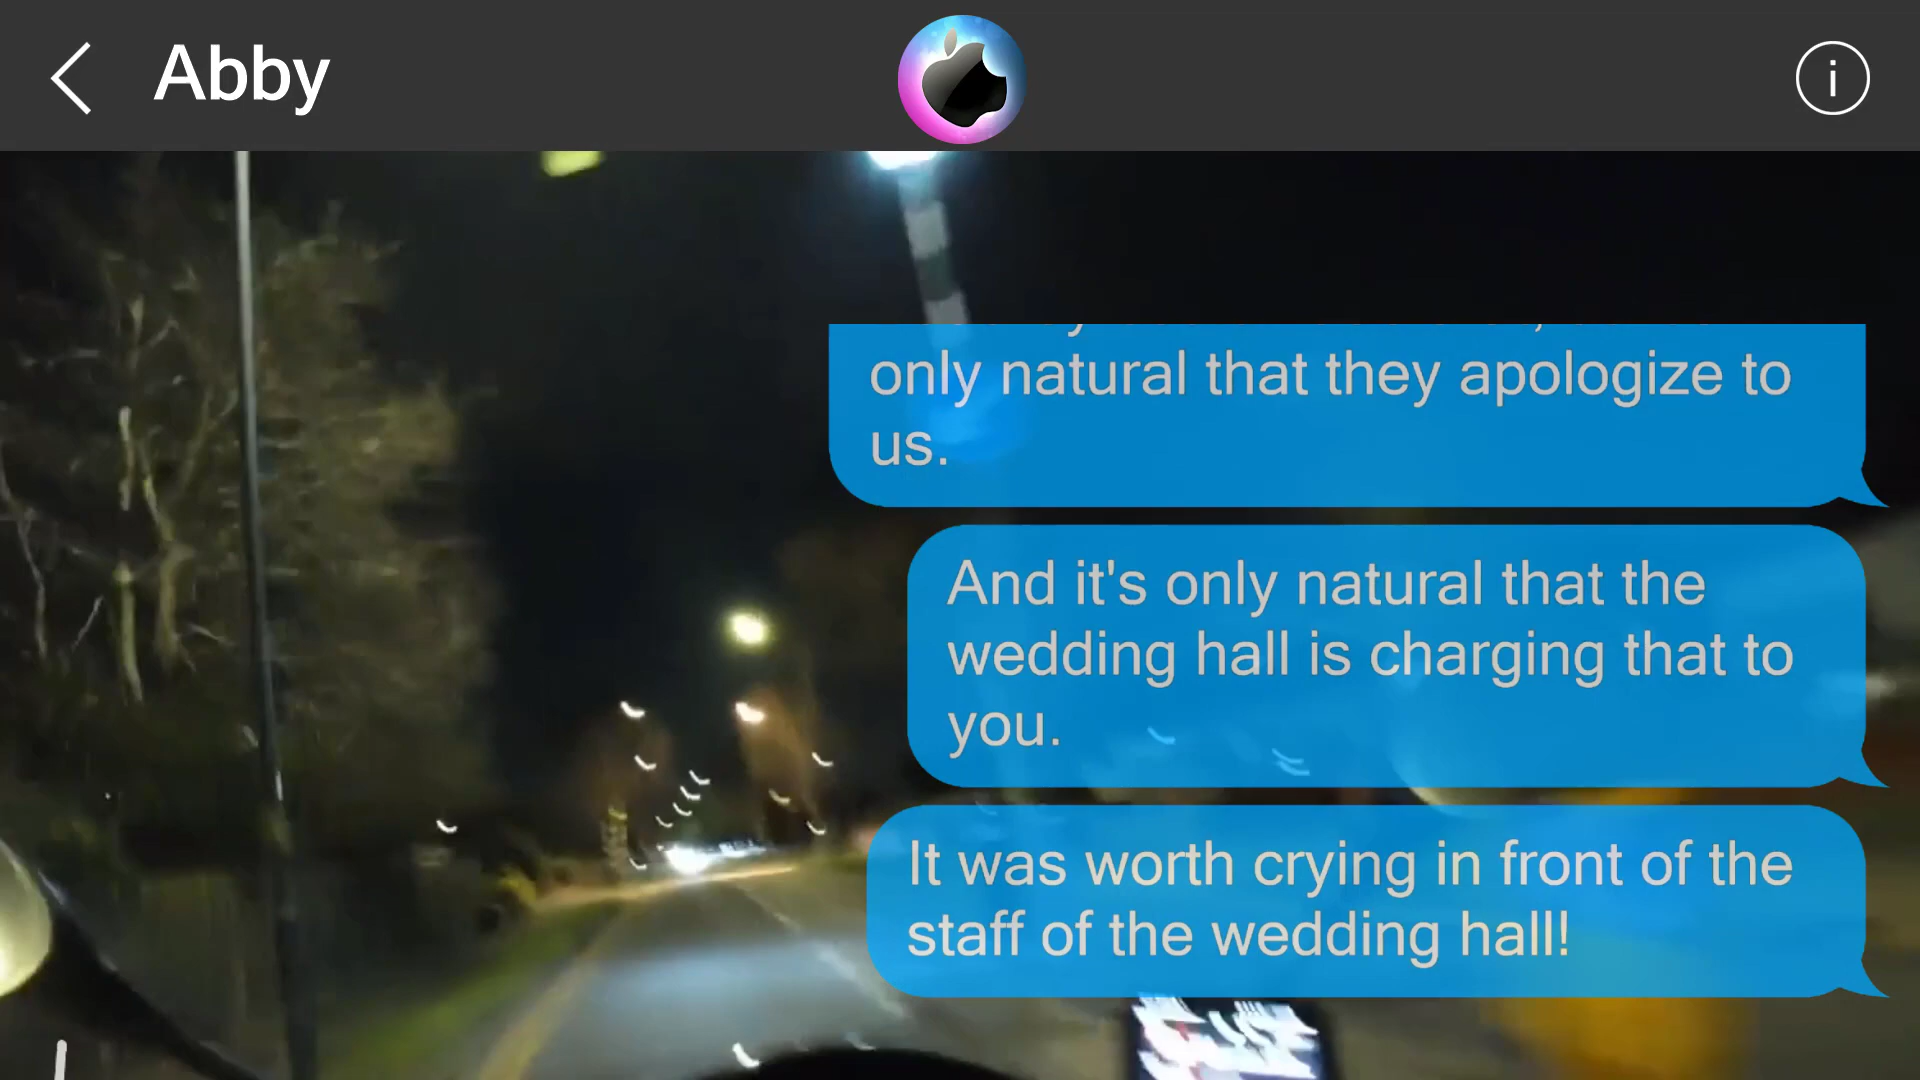 Abby
only natural that they apologize to
us.
And it's only natural that the
wedding hall is charging that to
you.
It was worth crying in front of the
staff of the wedding hall!